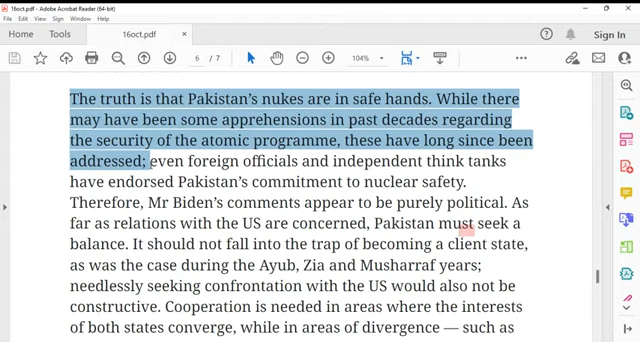 16oct.pdf - Adobe Acrobat Reader (64-bit)
File Edit View Sign Window Help
Home Tools 16oct.pdf × ? Sign In
6 / 7 104%
The truth is that Pakistan's nukes are in safe hands. While there
may have been some apprehensions in past decades regarding
the security of the atomic programme, these have long since been
addressed; even foreign officials and independent think tanks
have endorsed Pakistan's commitment to nuclear safety.
Therefore, Mr Biden's comments appear to be purely political. As
far as relations with the US are concerned, Pakistan must seek a
balance. It should not fall into the trap of becoming a client state,
as was the case during the Ayub, Zia and Musharraf years;
needlessly seeking confrontation with the US would also not be
constructive. Cooperation is needed in areas where the interests
of both states converge, while in areas of divergence — such as